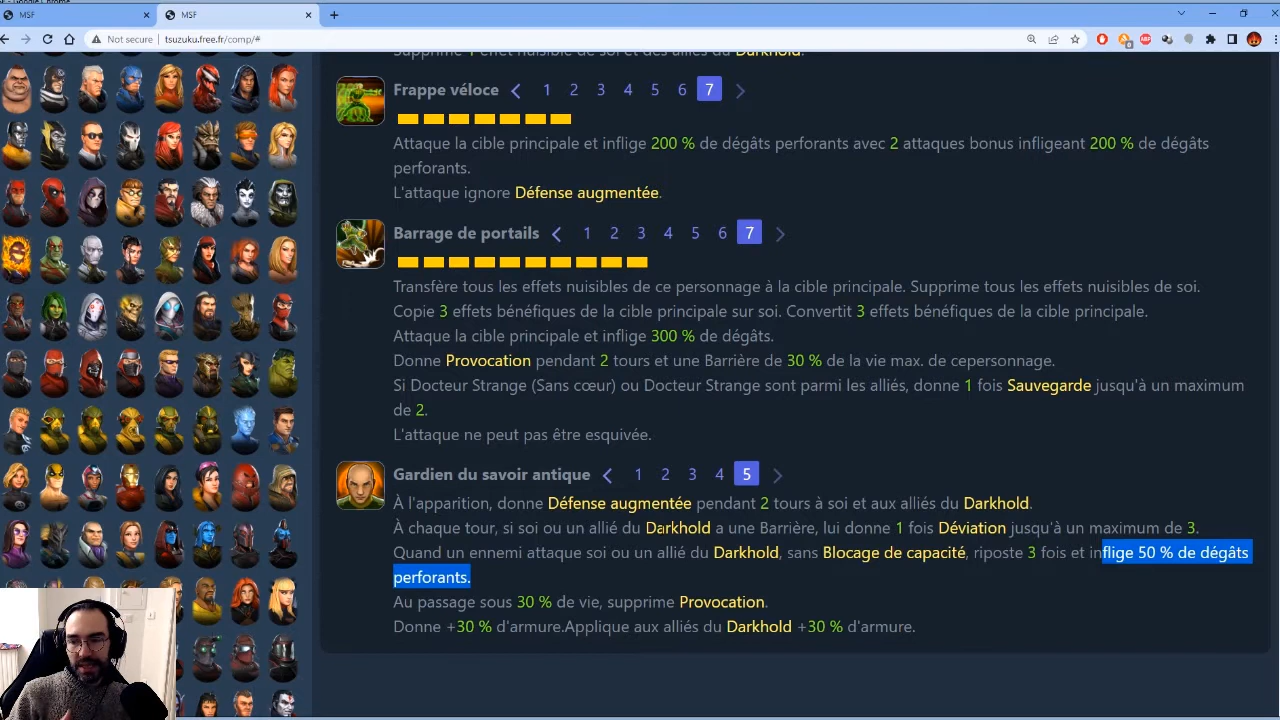 MSF
MSF
Not secure tsuzuku.free.fr/comp/#
Supprime 1 effet nuisible de soi et des alliés du Darkhold.
Frappe véloce 1 2 3 4 5 6 7
Attaque la cible principale et inflige 200 % de dégâts perforants avec 2 attaques bonus infligeant 200 % de dégâts
perforants.
L'attaque ignore Défense augmentée.
Barrage de portails 1 2 3 4 5 6 7
Transfère tous les effets nuisibles de ce personnage à la cible principale. Supprime tous les effets nuisibles de soi.
Copie 3 effets bénéfiques de la cible principale sur soi. Convertit 3 effets bénéfiques de la cible principale.
Attaque la cible principale et inflige 300 % de dégâts.
Donne Provocation pendant 2 tours et une Barrière de 30 % de la vie max. de cepersonnage.
Si Docteur Strange (Sans cœur) ou Docteur Strange sont parmi les alliés, donne 1 fois Sauvegarde jusqu'à un maximum
de 2.
L'attaque ne peut pas être esquivée.
Gardien du savoir antique 1 2 3 4 5
À l'apparition, donne Défense augmentée pendant 2 tours à soi et aux alliés du Darkhold.
À chaque tour, si soi ou un allié du Darkhold a une Barrière, lui donne 1 fois Déviation jusqu'à un maximum de 3.
Quand un ennemi attaque soi ou un allié du Darkhold, sans Blocage de capacité, riposte 3 fois et inflige 50 % de dégâts
perforants.
Au passage sous 30 % de vie, supprime Provocation.
Donne +30 % d'armure.Applique aux alliés du Darkhold +30 % d'armure.